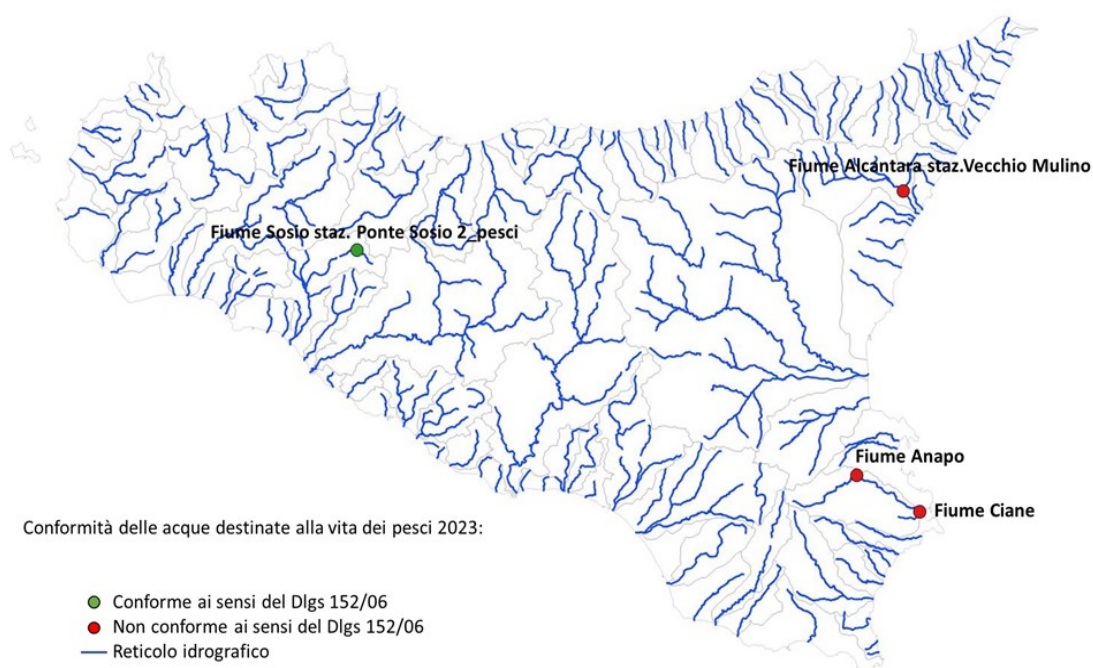 Fiume Alcantara staz.Vecchio Mulino
Fiume Sosio staz. Ponte Sosio 2_pesci
Fiume Anapo
Fiume Ciane
Conformità delle acque destinate alla vita dei pesci 2023:
Conforme ai sensi del Dlgs 152/06
Non conforme ai sensi del Dlgs 152/06
Reticolo idrografico